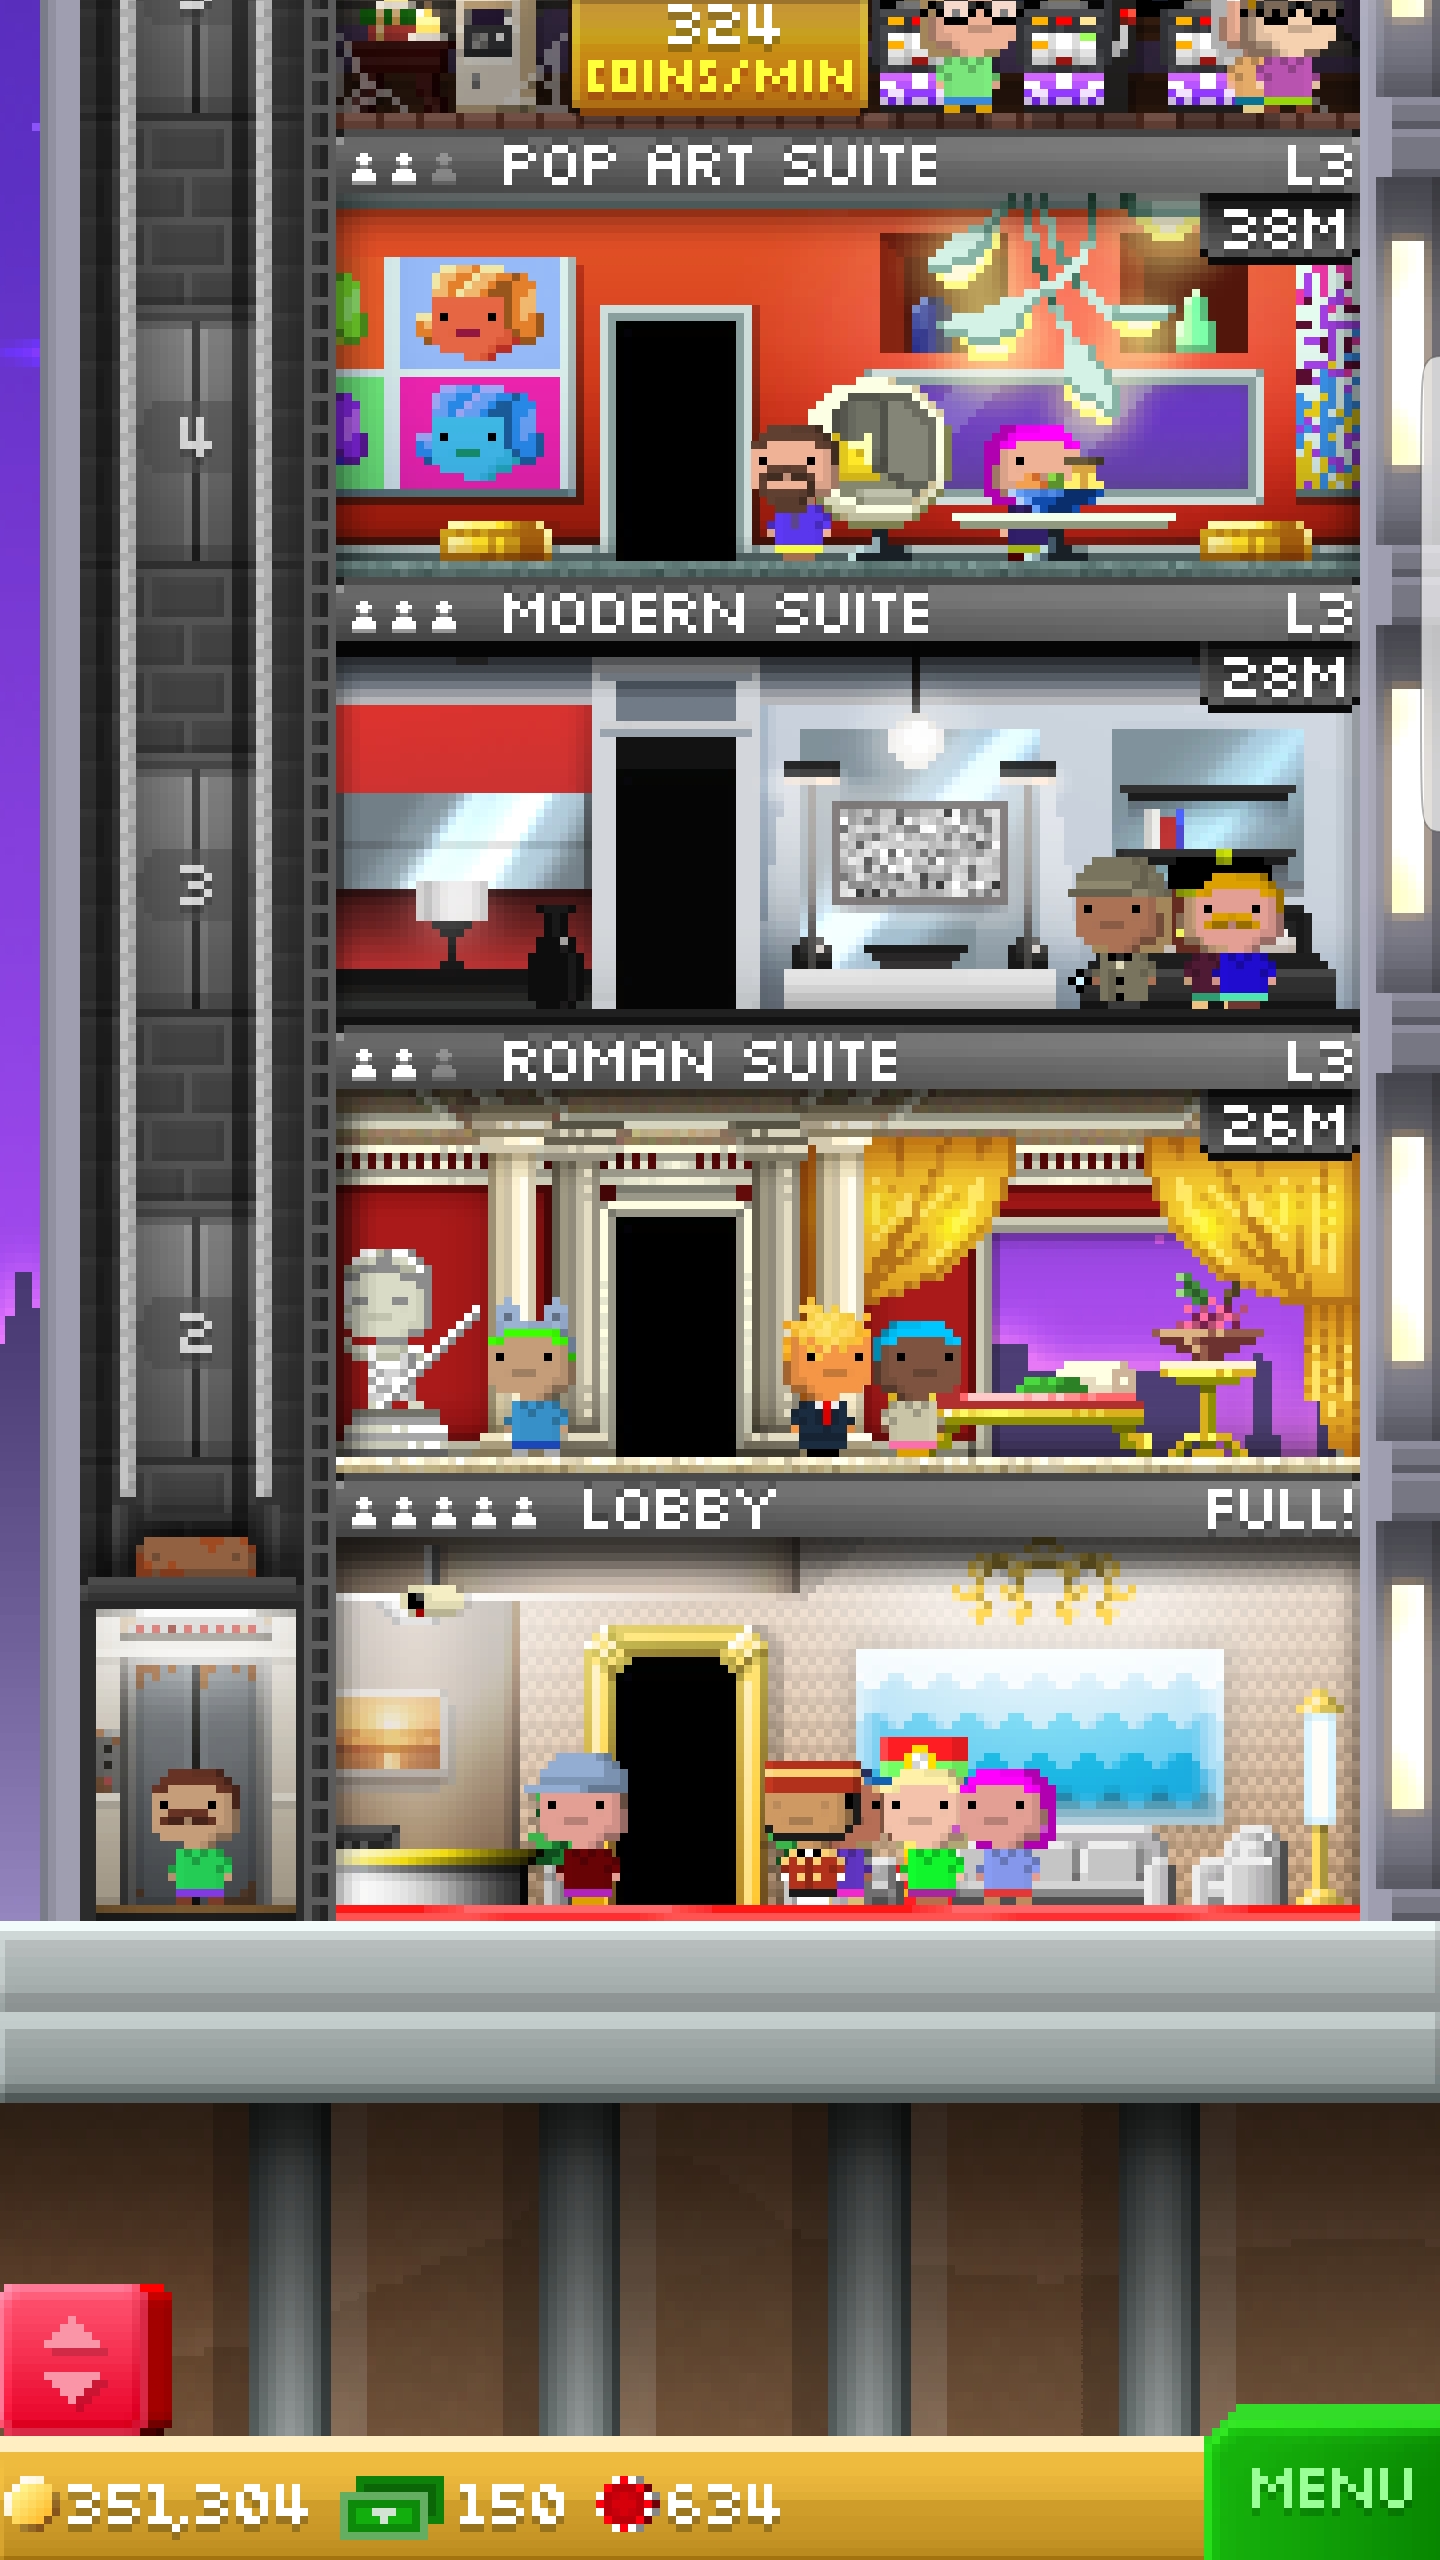 324
COINS/MIN
POP ART SUITE L3
38M
4
MODERN SUITE L3
28M
3
ROMAN SUITE L3
26M
2
LOBBY FULL!
351,304 150 634 MENU